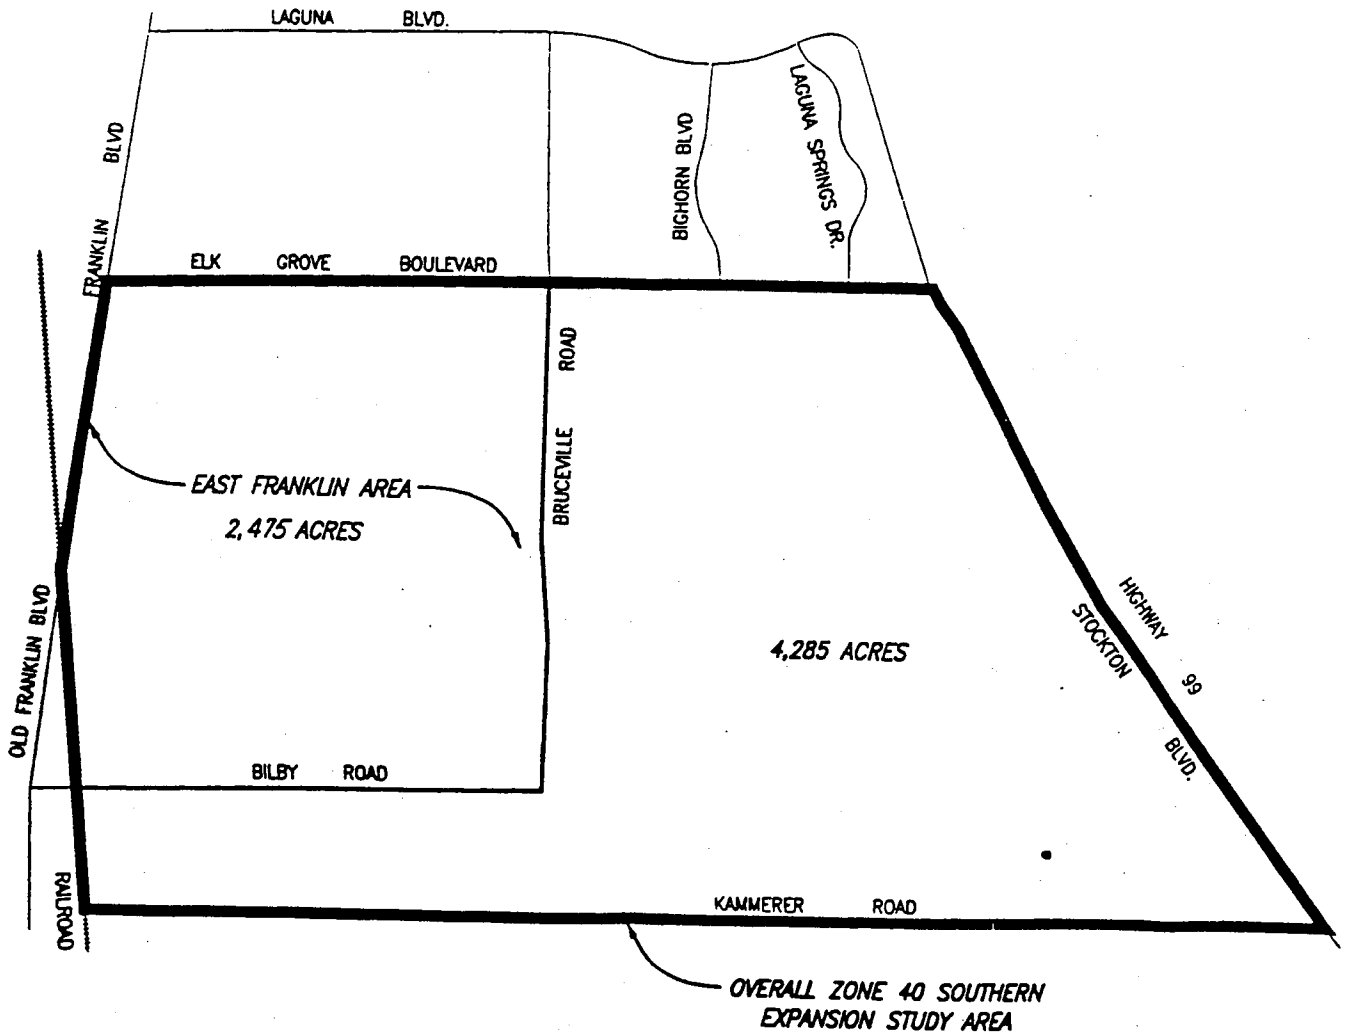 LAGUNA BLVD.
FRANKLIN BLVD
BIGHORN BLVD
LAGUNA SPRINGS DR.
ELK GROVE BOULEVARD
BRUCEVILLE ROAD
EAST FRANKLIN AREA
2,475 ACRES
OLD FRANKLIN BLVD
HIGHWAY 99
STOCKTON BLVD.
4,285 ACRES
BILBY ROAD
RAILROAD
KAMMERER ROAD
OVERALL ZONE 40 SOUTHERN
EXPANSION STUDY AREA